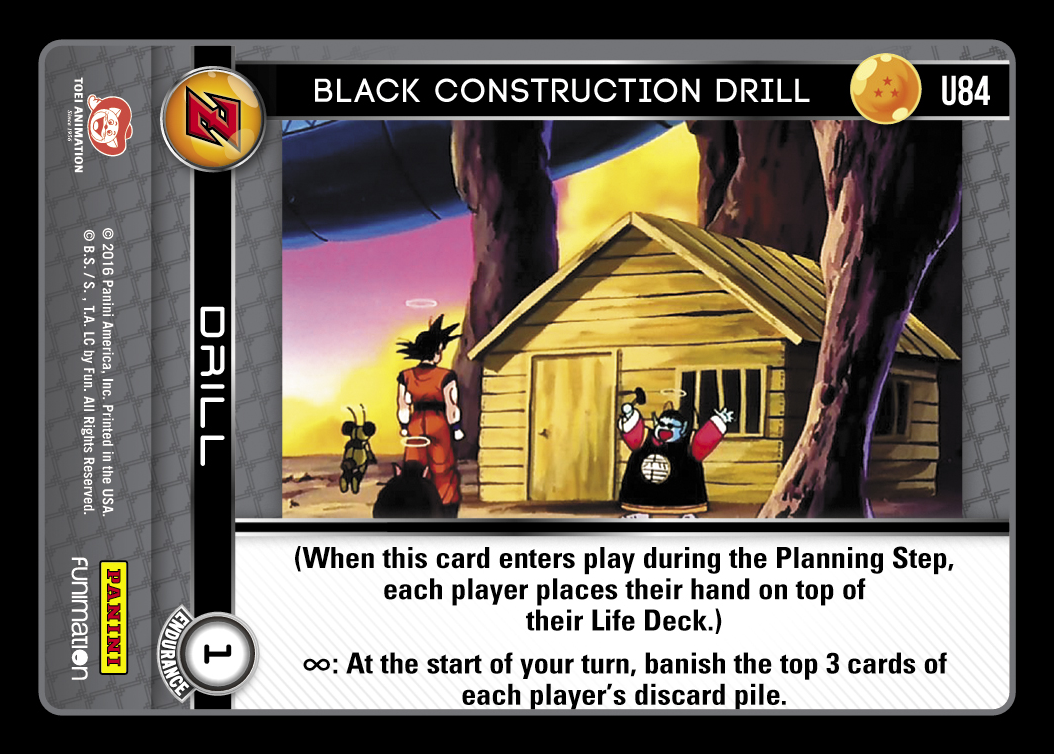 BLACK CONSTRUCTION DRILL
U84
TOEI ANIMATION
Since 1956
© 2016 Panini America, Inc. Printed in the USA.
© B.S. / S. , T.A. LC by Fun. All Rights Reserved.
PANINI
FUNIMATION
DRILL
ENDURANCE
1
(When this card enters play during the Planning Step,
each player places their hand on top of
their Life Deck.)
∞: At the start of your turn, banish the top 3 cards of
each player’s discard pile.